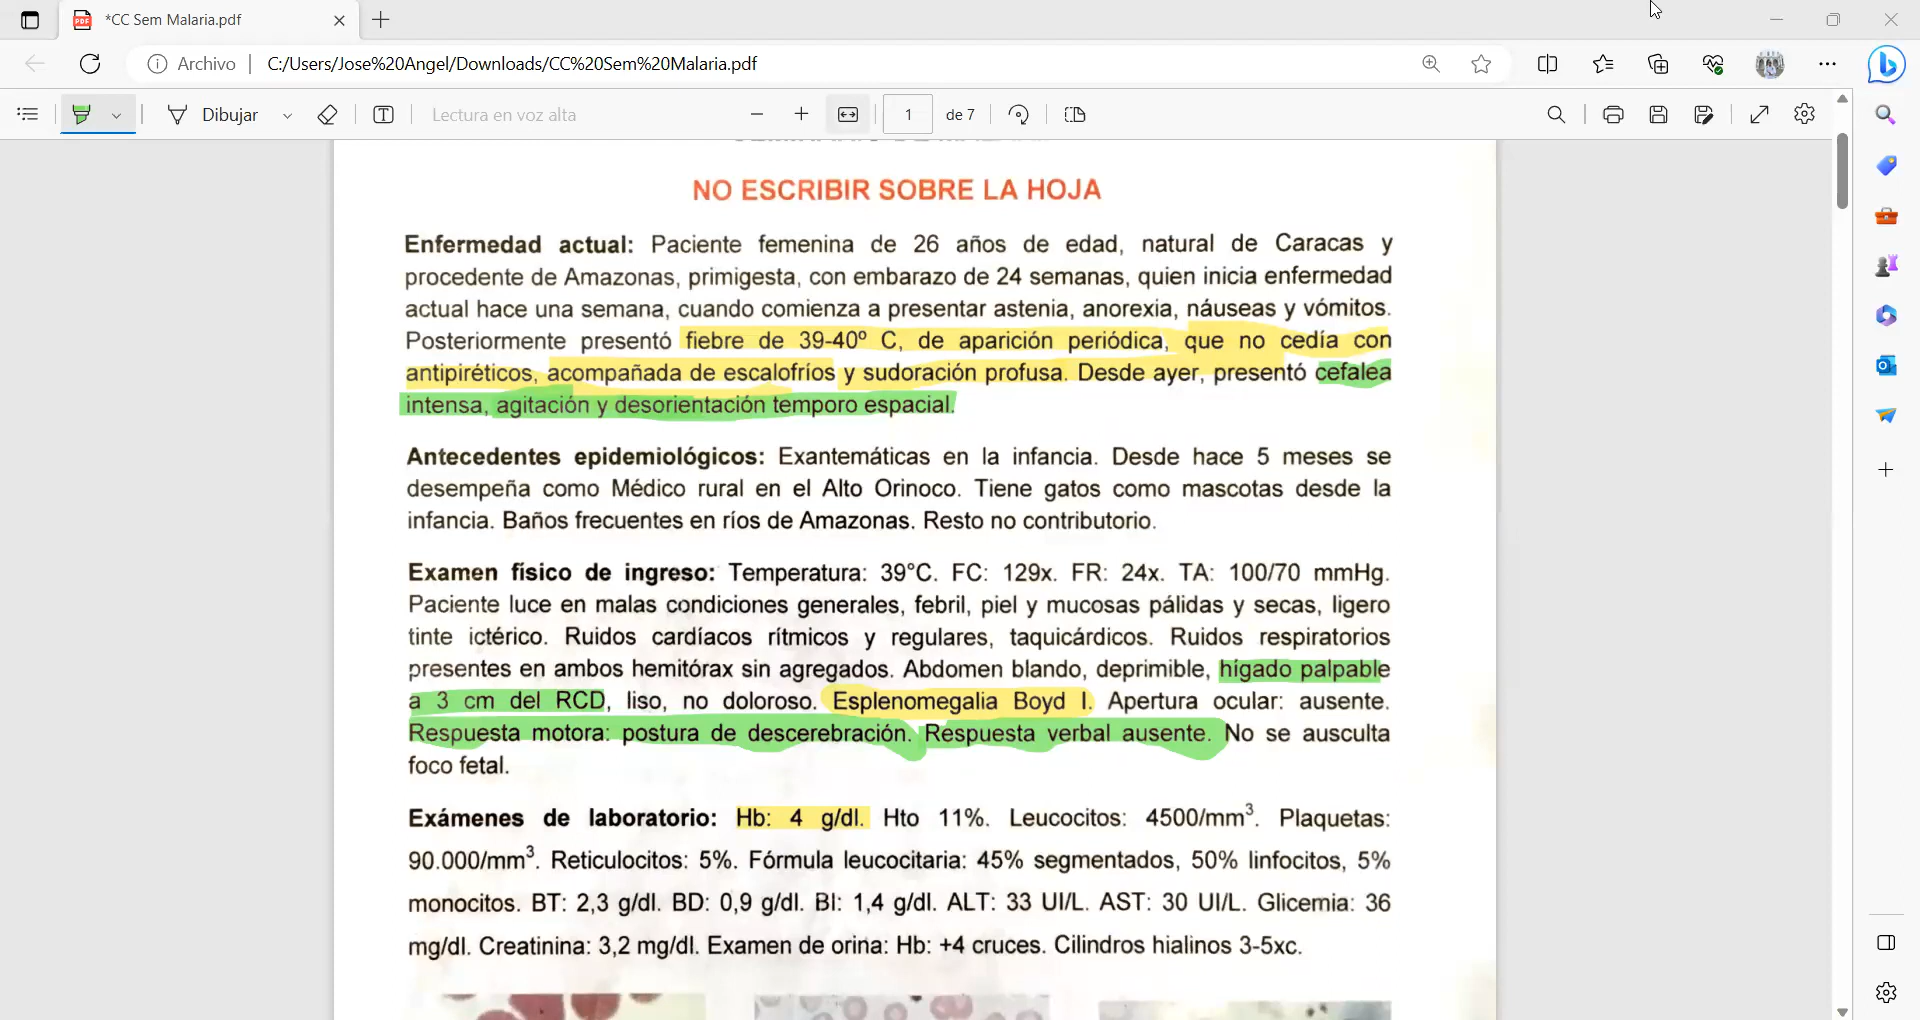 *CC Sem Malaria.pdf
Archivo C:/Users/Jose%20Angel/Downloads/CC%20Sem%20Malaria.pdf
Dibujar Lectura en voz alta 1 de 7
NO ESCRIBIR SOBRE LA HOJA
Enfermedad actual: Paciente femenina de 26 años de edad, natural de Caracas y
procedente de Amazonas, primigesta, con embarazo de 24 semanas, quien inicia enfermedad
actual hace una semana, cuando comienza a presentar astenia, anorexia, náuseas y vómitos.
Posteriormente presentó fiebre de 39-40º C, de aparición periódica, que no cedía con
antipiréticos, acompañada de escalofríos y sudoración profusa. Desde ayer, presentó cefalea
intensa, agitación y desorientación temporo espacial.
Antecedentes epidemiológicos: Exantemáticas en la infancia. Desde hace 5 meses se
desempeña como Médico rural en el Alto Orinoco. Tiene gatos como mascotas desde la
infancia. Baños frecuentes en ríos de Amazonas. Resto no contributorio.
Examen físico de ingreso: Temperatura: 39°C. FC: 129x. FR: 24x. TA: 100/70 mmHg.
Paciente luce en malas condiciones generales, febril, piel y mucosas pálidas y secas, ligero
tinte ictérico. Ruidos cardíacos rítmicos y regulares, taquicárdicos. Ruidos respiratorios
presentes en ambos hemitórax sin agregados. Abdomen blando, deprimible, hígado palpable
a 3 cm del RCD, liso, no doloroso. Esplenomegalia Boyd I. Apertura ocular: ausente.
Respuesta motora: postura de descerebración. Respuesta verbal ausente. No se ausculta
foco fetal.
Exámenes de laboratorio: Hb: 4 g/dl. Hto 11%. Leucocitos: 4500/mm³. Plaquetas:
90.000/mm³. Reticulocitos: 5%. Fórmula leucocitaria: 45% segmentados, 50% linfocitos, 5%
monocitos. BT: 2,3 g/dl. BD: 0,9 g/dl. BI: 1,4 g/dl. ALT: 33 UI/L. AST: 30 UI/L. Glicemia: 36
mg/dl. Creatinina: 3,2 mg/dl. Examen de orina: Hb: +4 cruces. Cilindros hialinos 3-5xc.